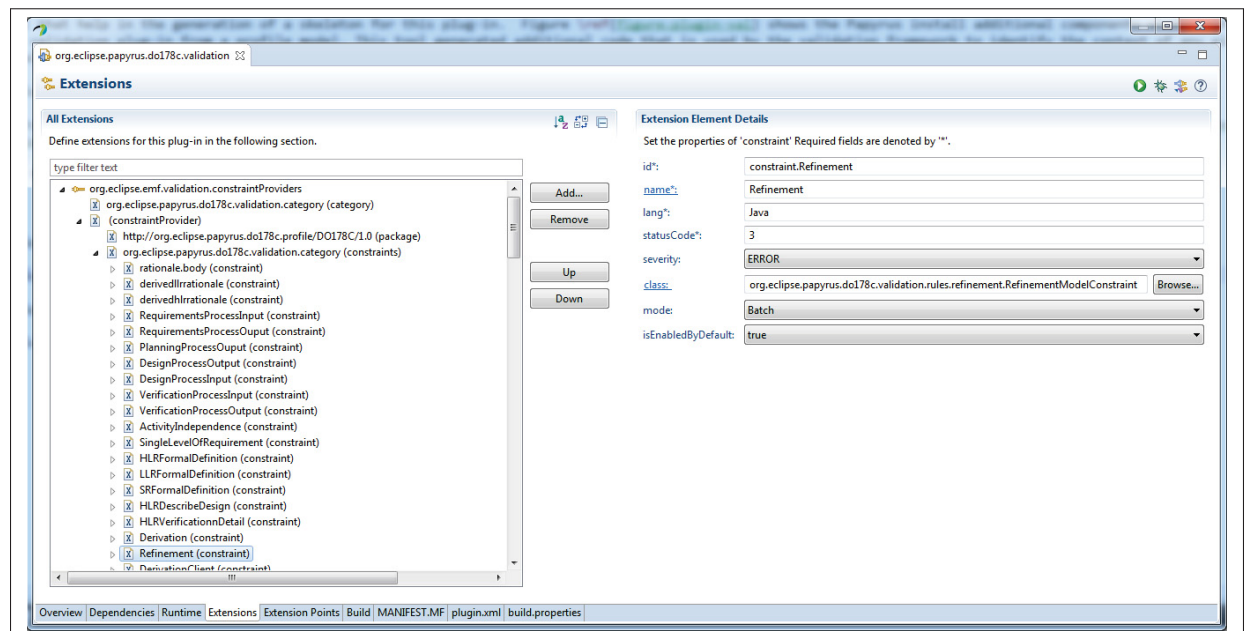 org.eclipse.papyrus.do178c.validation
Extensions
All Extensions
Define extensions for this plug-in in the following section.
type filter text
org.eclipse.emf.validation.constraintProviders
org.eclipse.papyrus.do178c.validation.category (category)
(constraintProvider)
http://org.eclipse.papyrus.do178c.profile/DO178C/1.0 (package)
org.eclipse.papyrus.do178c.validation.category (constraints)
rationale.body (constraint)
derivedllrationale (constraint)
derivedhlrationale (constraint)
RequirementsProcessInput (constraint)
RequirementsProcessOuput (constraint)
PlanningProcessOuput (constraint)
DesignProcessOutput (constraint)
DesignProcessInput (constraint)
VerificationProcessInput (constraint)
VerificationProcessOutput (constraint)
ActivityIndependence (constraint)
SingleLevelOfRequirement (constraint)
HLRFormalDefinition (constraint)
LLRFormalDefinition (constraint)
SRFormalDefinition (constraint)
HLRDescribeDesign (constraint)
HLRVerificationnDetail (constraint)
Derivation (constraint)
Refinement (constraint)
DerivationClient (constraint)
Add...
Remove
Up
Down
Extension Element Details
Set the properties of 'constraint' Required fields are denoted by '*'.
id*: constraint.Refinement
name*: Refinement
lang*: Java
statusCode*: 3
severity: ERROR
class: org.eclipse.papyrus.do178c.validation.rules.refinement.RefinementModelConstraint Browse...
mode: Batch
isEnabledByDefault: true
Overview Dependencies Runtime Extensions Extension Points Build MANIFEST.MF plugin.xml build.properties